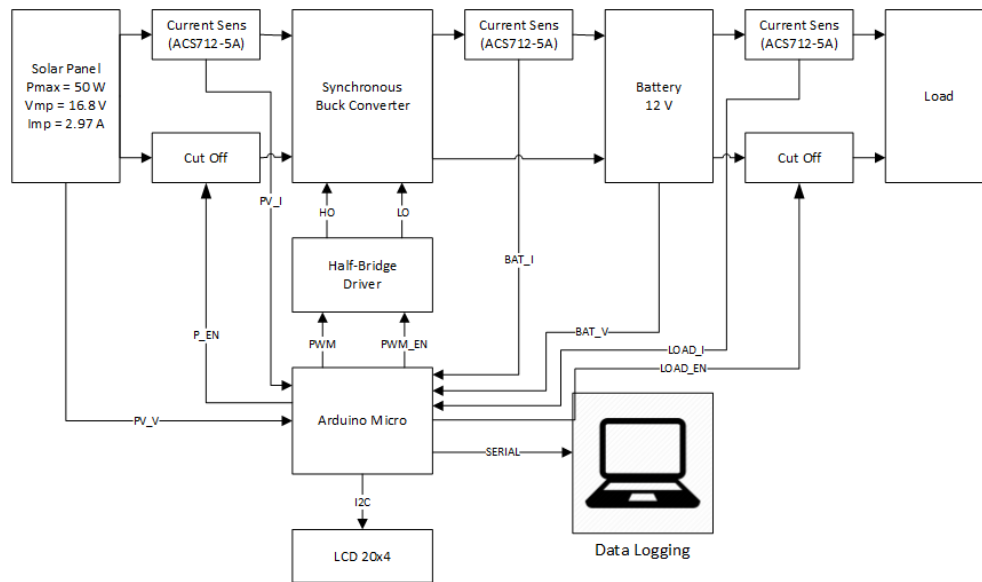 Solar Panel
Pmax = 50 W
Vmp = 16.8 V
Imp = 2.97 A
Current Sens
(ACS712-5A)
Cut Off
Synchronous
Buck Converter
Current Sens
(ACS712-5A)
Battery
12 V
Current Sens
(ACS712-5A)
Cut Off
Load
PV_I
HO
LO
Half-Bridge
Driver
BAT_I
P_EN
PWM
PWM_EN
BAT_V
LOAD_I
LOAD_EN
PV_V
Arduino Micro
SERIAL
I2C
LCD 20x4
Data Logging